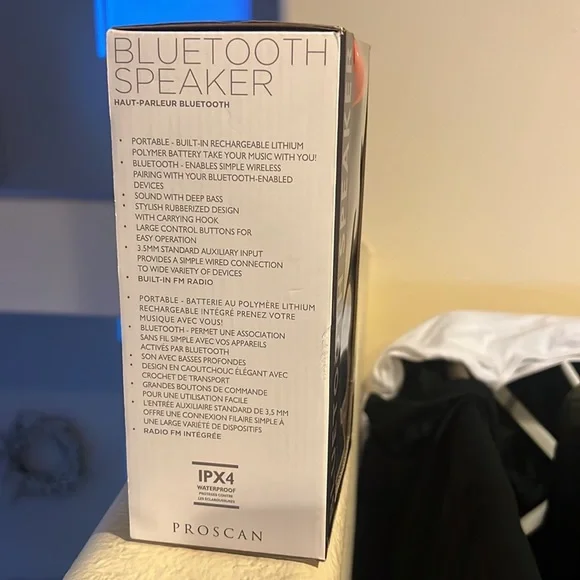 BLUETOOTH
SPEAKER
HAUT-PARLEUR BLUETOOTH
• PORTABLE - BUILT-IN RECHARGEABLE LITHIUM
POLYMER BATTERY TAKE YOUR MUSIC WITH YOU!
• BLUETOOTH - ENABLES SIMPLE WIRELESS
PAIRING WITH YOUR BLUETOOTH-ENABLED
DEVICES
• SOUND WITH DEEP BASS
• STYLISH RUBBERIZED DESIGN
WITH CARRYING HOOK
• LARGE CONTROL BUTTONS FOR
EASY OPERATION
• 3.5MM STANDARD AUXILIARY INPUT
PROVIDES A SIMPLE WIRED CONNECTION
TO WIDE VARIETY OF DEVICES
• BUILT-IN FM RADIO
• PORTABLE - BATTERIE AU POLYMÈRE LITHIUM
RECHARGEABLE INTÉGRÉ PRENEZ VOTRE
MUSIQUE AVEC VOUS!
• BLUETOOTH - PERMET UNE ASSOCIATION
SANS FIL SIMPLE AVEC VOS APPAREILS
ACTIVÉS PAR BLUETOOTH
• SON AVEC BASSES PROFONDES
• DESIGN EN CAOUTCHOUC ÉLÉGANT AVEC
CROCHET DE TRANSPORT
• GRANDES BOUTONS DE COMMANDE
POUR UNE UTILISATION FACILE
• L'ENTRÉE AUXILIAIRE STANDARD DE 3,5 MM
OFFRE UNE CONNEXION FILAIRE SIMPLE À
UNE LARGE VARIÉTÉ DE DISPOSITIFS
• RADIO FM INTÉGRÉE
IPX4
WATERPROOF
PROTEGER CONTRE
LES ECLABOUSSURES
PROSCAN
SPEAKER